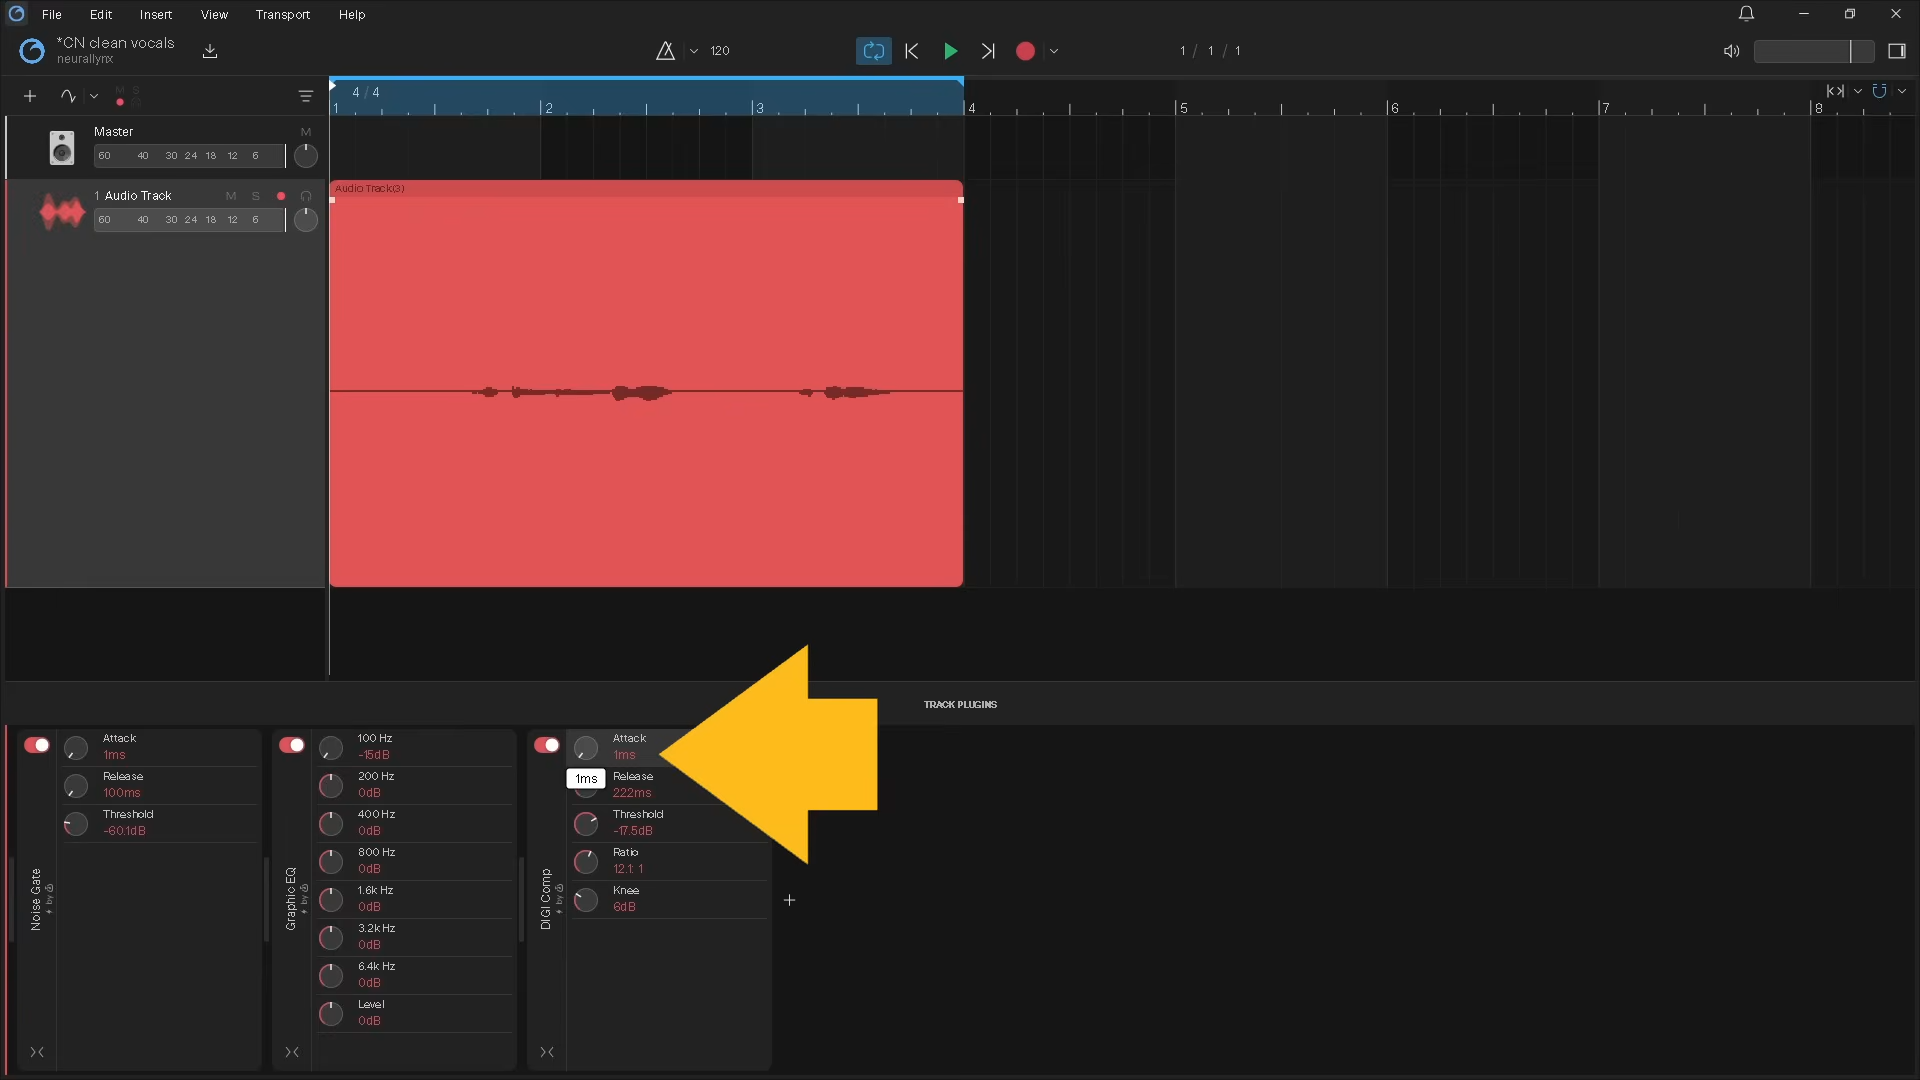 File Edit Insert View Transport Help
*CN clean vocals
neurallynx
120
1 / 1 / 1
M S
4 / 4
1 2 3 4 5 6 7 8
Master M
60 40 30 24 18 12 6
1 Audio Track M S
60 40 30 24 18 12 6
Audio Track(3)
TRACK PLUGINS
Noise Gate
by
Attack
1ms
Release
100ms
Threshold
-60.1dB
Graphic EQ
by
100 Hz
-15dB
200 Hz
0dB
400 Hz
0dB
800 Hz
0dB
1.6k Hz
0dB
3.2k Hz
0dB
6.4k Hz
0dB
Level
0dB
DIGI Comp
by
Attack
1ms
1ms
Release
222ms
Threshold
-17.5dB
Ratio
12.1: 1
Knee
6dB